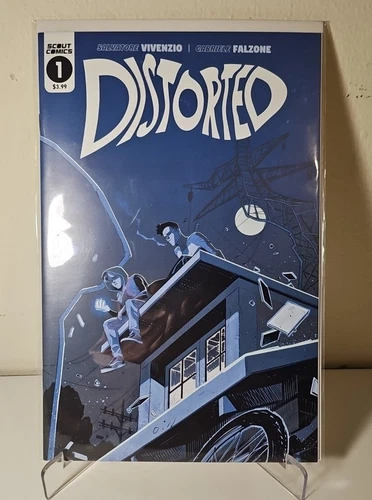 SCOUT COMICS
1
$3.99
SALVATORE VIVENZIO | GABRIELE FALZONE
DISTORTED